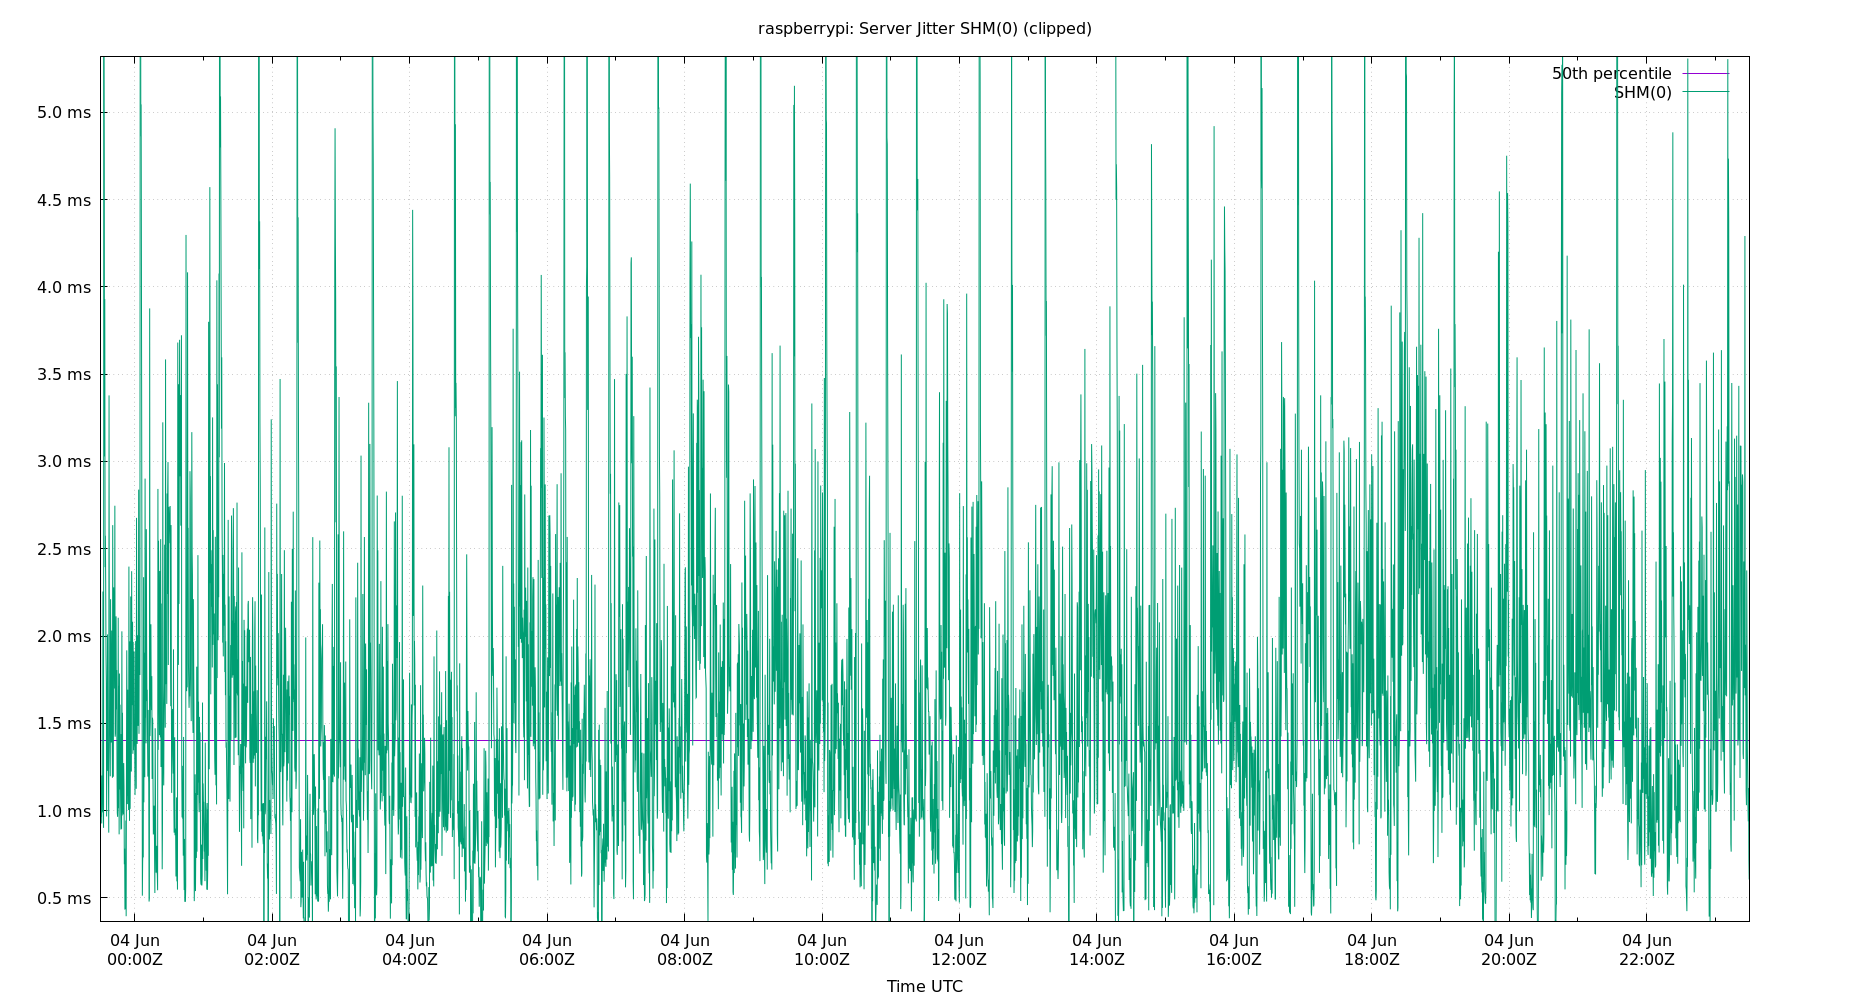 raspberrypi: Server Jitter SHM(0) (clipped)
50th percentile
SHM(0)
5.0 ms
4.5 ms
4.0 ms
3.5 ms
3.0 ms
2.5 ms
2.0 ms
1.5 ms
1.0 ms
0.5 ms
04 Jun 04 Jun 04 Jun 04 Jun 04 Jun 04 Jun 04 Jun 04 Jun 04 Jun 04 Jun 04 Jun 04 Jun
00:00Z 02:00Z 04:00Z 06:00Z 08:00Z 10:00Z 12:00Z 14:00Z 16:00Z 18:00Z 20:00Z 22:00Z
Time UTC